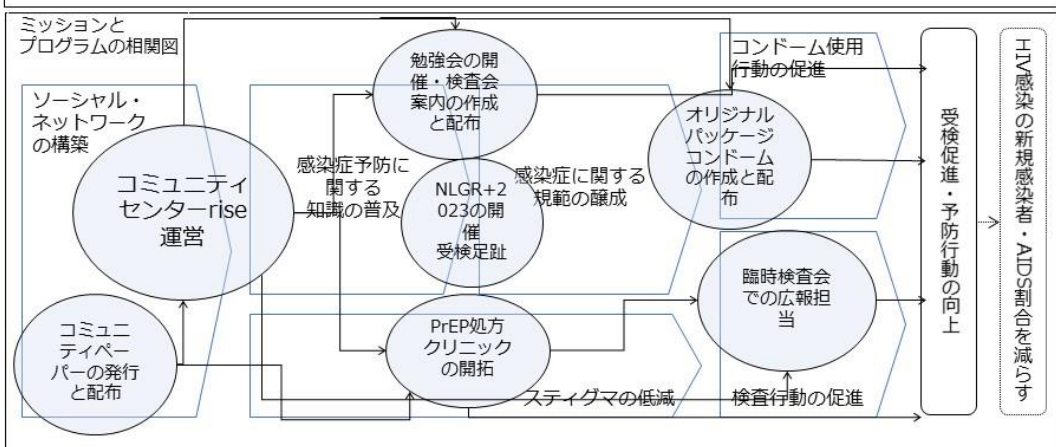 ミッションと
プログラムの相関図
ソーシャル・
ネットワーク
の構築
コミュニティ
センターrise
運営
コミュニ
ティペー
パーの発行
と配布
勉強会の開
催・検査会
案内の作成
と配布
感染症予防に
関する
知識の普及
NLGR+2
023の開
催
受検足趾
感染症に関する
規範の醸成
PrEP処方
クリニック
の開拓
スティグマの低減
コンドーム使用
行動の促進
オリジナル
パッケージ
コンドーム
の作成と配
布
臨時検査会
での広報担
当
検査行動の促進
受検促進・予防行動の向上
HIV感染の新規感染者・AIDS割合を減らす